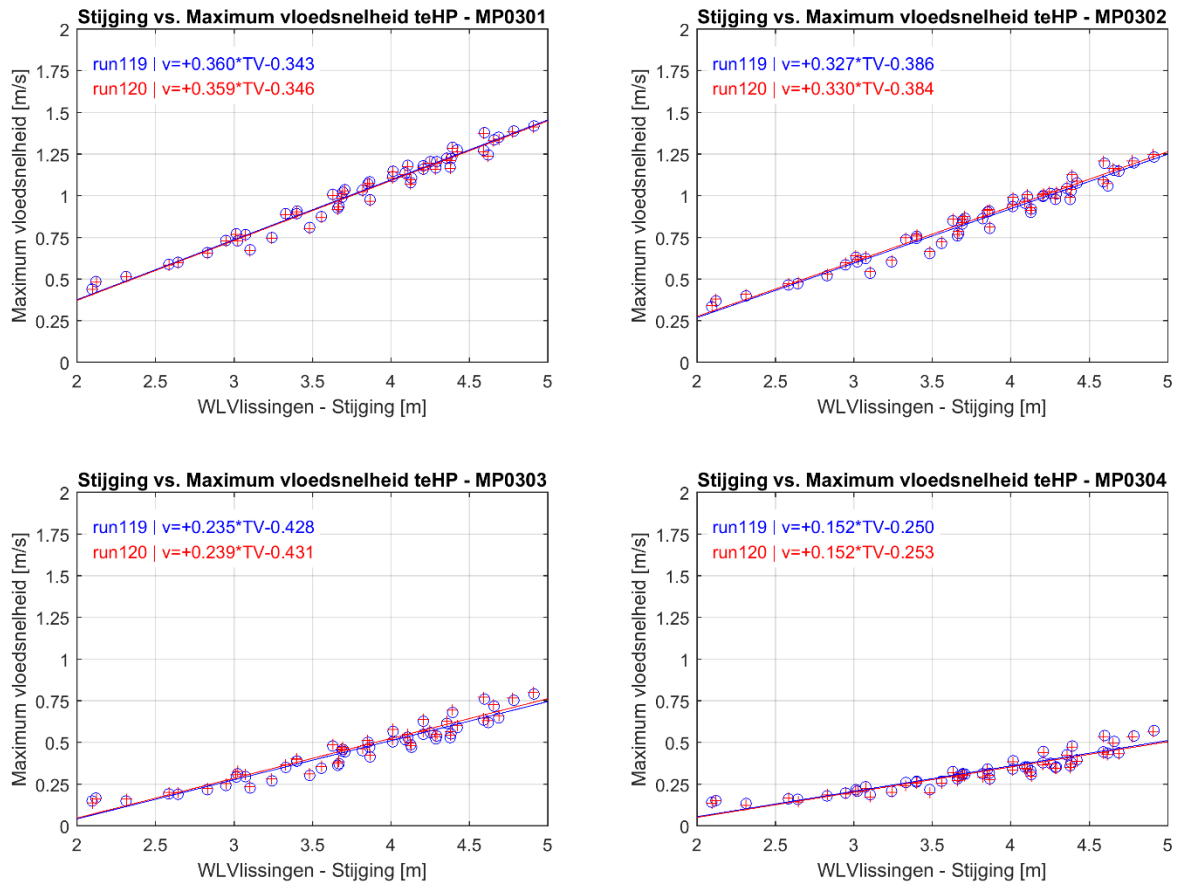 Stijging vs. Maximum vloedsnelheid teHP - MP0301
run119 | v=+0.360*TV-0.343
run120 | v=+0.359*TV-0.346
Maximum vloedsnelheid [m/s]
2
1.75
1.5
1.25
1
0.75
0.5
0.25
0
2 2.5 3 3.5 4 4.5 5
WLVlissingen - Stijging [m]
Stijging vs. Maximum vloedsnelheid teHP - MP0302
run119 | v=+0.327*TV-0.386
run120 | v=+0.330*TV-0.384
Maximum vloedsnelheid [m/s]
2
1.75
1.5
1.25
1
0.75
0.5
0.25
0
2 2.5 3 3.5 4 4.5 5
WLVlissingen - Stijging [m]
Stijging vs. Maximum vloedsnelheid teHP - MP0303
run119 | v=+0.235*TV-0.428
run120 | v=+0.239*TV-0.431
Maximum vloedsnelheid [m/s]
2
1.75
1.5
1.25
1
0.75
0.5
0.25
0
2 2.5 3 3.5 4 4.5 5
WLVlissingen - Stijging [m]
Stijging vs. Maximum vloedsnelheid teHP - MP0304
run119 | v=+0.152*TV-0.250
run120 | v=+0.152*TV-0.253
Maximum vloedsnelheid [m/s]
2
1.75
1.5
1.25
1
0.75
0.5
0.25
0
2 2.5 3 3.5 4 4.5 5
WLVlissingen - Stijging [m]